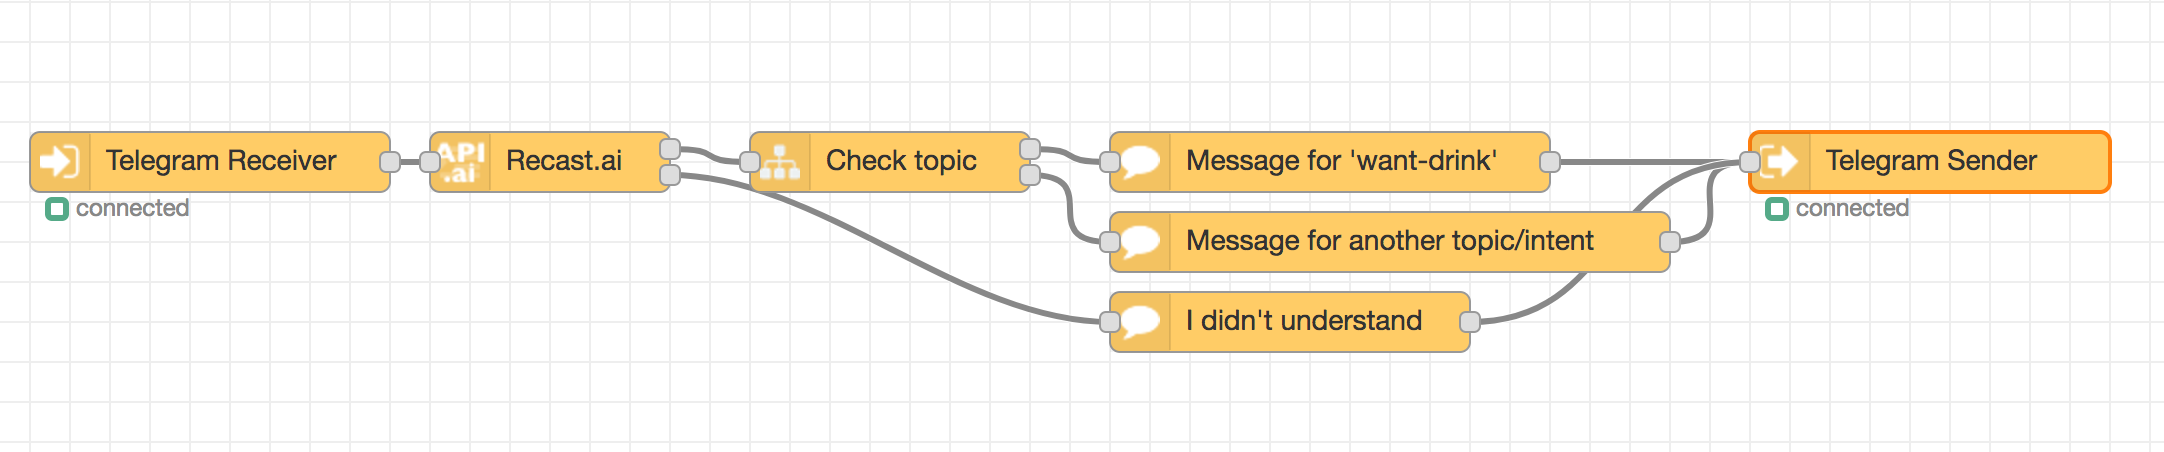 Telegram Receiver
connected
API
.ai
Recast.ai
Check topic
Message for 'want-drink'
Message for another topic/intent
I didn't understand
Telegram Sender
connected